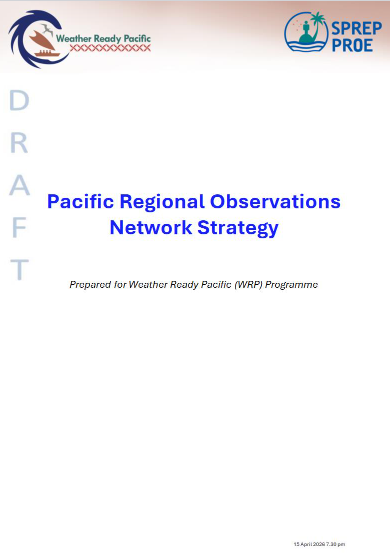 Weather Ready Pacific
SPREP
PROE
D
R
A
F
T
Pacific Regional Observations
Network Strategy
Prepared for Weather Ready Pacific (WRP) Programme
15 April 2026 7.30 pm